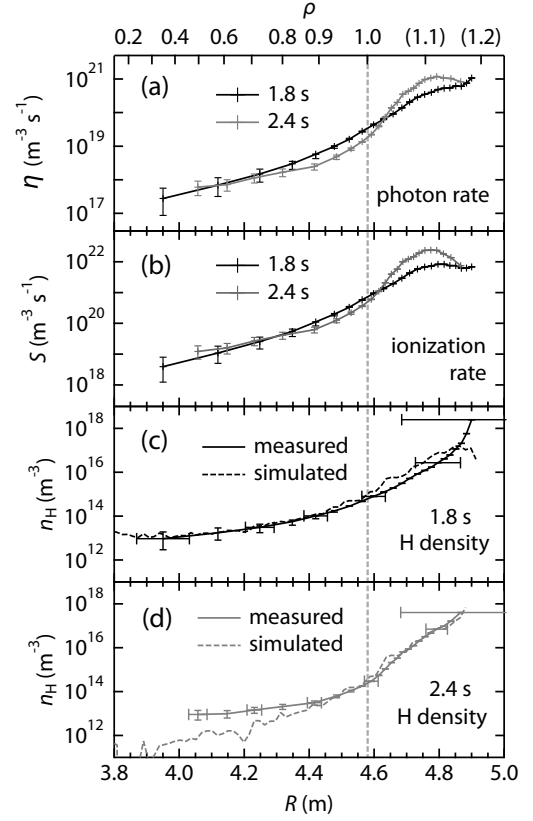 ρ
0.2 0.4 0.6 0.8 0.9 1.0 (1.1) (1.2)
(a)
1.8 s
2.4 s
photon rate
η (m⁻³ s⁻¹)
10²¹
10¹⁹
10¹⁷
(b)
1.8 s
2.4 s
ionization
rate
S (m⁻³ s⁻¹)
10²²
10²⁰
10¹⁸
(c)
measured
simulated
1.8 s
H density
n_H (m⁻³)
10¹⁸
10¹⁶
10¹⁴
10¹²
(d)
measured
simulated
2.4 s
H density
n_H (m⁻³)
10¹⁸
10¹⁶
10¹⁴
10¹²
3.8 4.0 4.2 4.4 4.6 4.8 5.0
R (m)